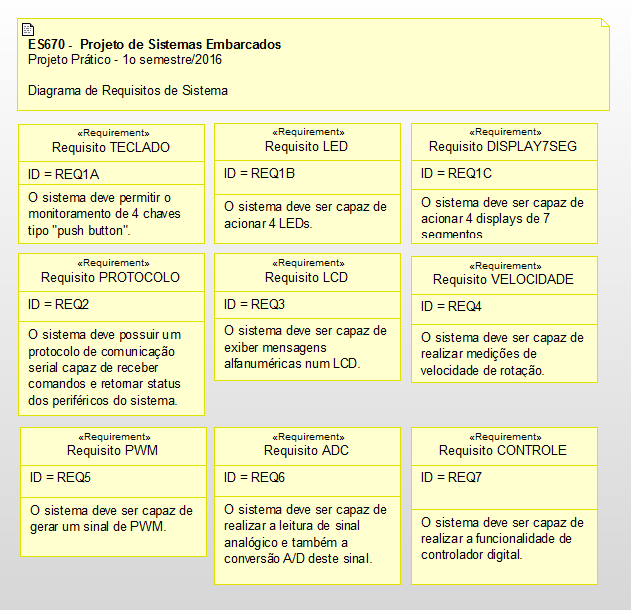 ES670 - Projeto de Sistemas Embarcados
Projeto Prático - 1o semestre/2016
Diagrama de Requisitos de Sistema
«Requirement»
Requisito TECLADO
ID = REQ1A
O sistema deve permitir o
monitoramento de 4 chaves
tipo "push button".
«Requirement»
Requisito LED
ID = REQ1B
O sistema deve ser capaz de
acionar 4 LEDs.
«Requirement»
Requisito DISPLAY7SEG
ID = REQ1C
O sistema deve ser capaz de
acionar 4 displays de 7
segmentos
«Requirement»
Requisito PROTOCOLO
ID = REQ2
O sistema deve possuir um
protocolo de comunicação
serial capaz de receber
comandos e retornar status
dos periféricos do sistema.
«Requirement»
Requisito LCD
ID = REQ3
O sistema deve ser capaz de
exiber mensagens
alfanuméricas num LCD.
«Requirement»
Requisito VELOCIDADE
ID = REQ4
O sistema deve ser capaz de
realizar medições de
velocidade de rotação.
«Requirement»
Requisito PWM
ID = REQ5
O sistema deve ser capaz de
gerar um sinal de PWM.
«Requirement»
Requisito ADC
ID = REQ6
O sistema deve ser capaz de
realizar a leitura de sinal
analógico e também a
conversão A/D deste sinal.
«Requirement»
Requisito CONTROLE
ID = REQ7
O sistema deve ser capaz de
realizar a funcionalidade de
controlador digital.